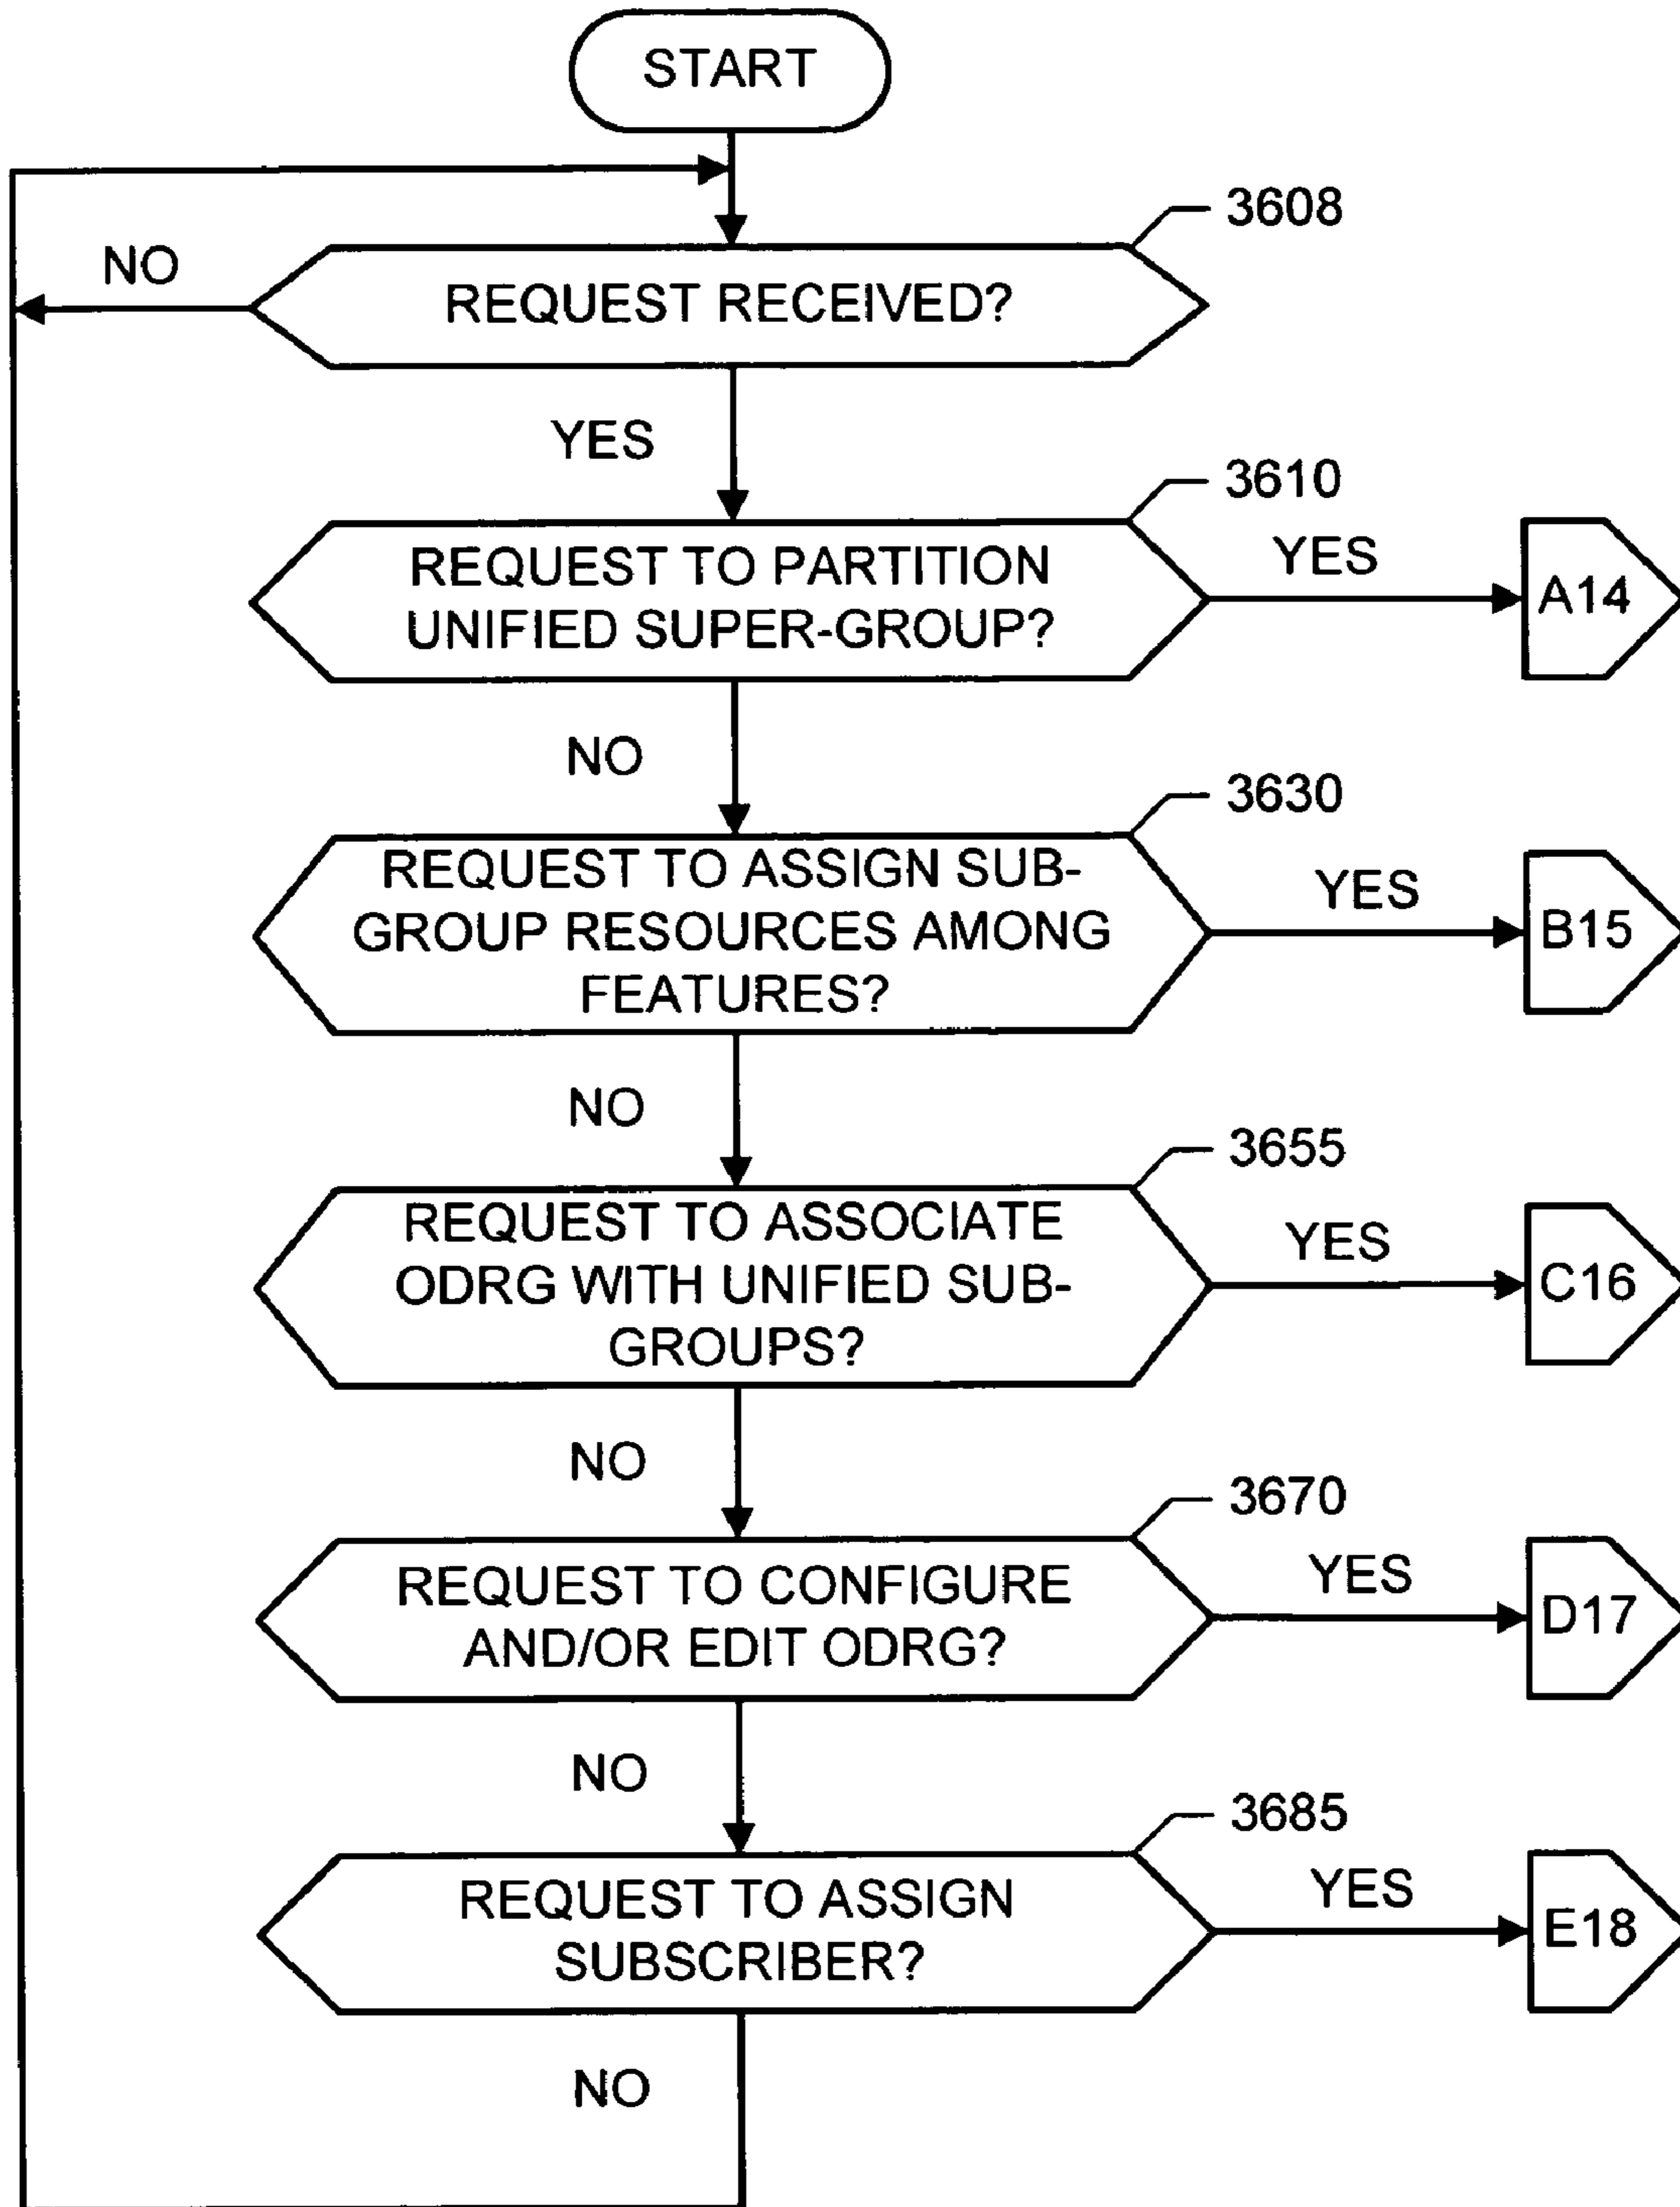 START
3608
NO
REQUEST RECEIVED?
YES
3610
REQUEST TO PARTITION
UNIFIED SUPER-GROUP?
YES
A14
NO
3630
REQUEST TO ASSIGN SUB-
GROUP RESOURCES AMONG
FEATURES?
YES
B15
NO
3655
REQUEST TO ASSOCIATE
ODRG WITH UNIFIED SUB-
GROUPS?
YES
C16
NO
3670
REQUEST TO CONFIGURE
AND/OR EDIT ODRG?
YES
D17
NO
3685
REQUEST TO ASSIGN
SUBSCRIBER?
YES
E18
NO